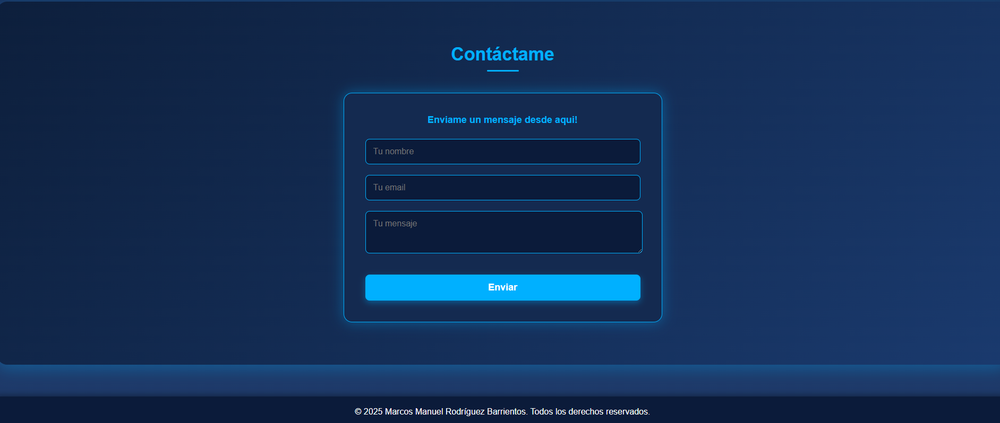 Contáctame
Enviame un mensaje desde aqui!
Tu nombre
Tu email
Tu mensaje
Enviar
© 2025 Marcos Manuel Rodríguez Barrientos. Todos los derechos reservados.